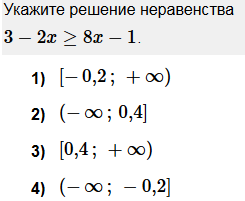 Укажите решение неравенства
3 − 2x ≥ 8x − 1.
1) [−0,2; +∞)
2) (−∞; 0,4]
3) [0,4; +∞)
4) (−∞; −0,2]